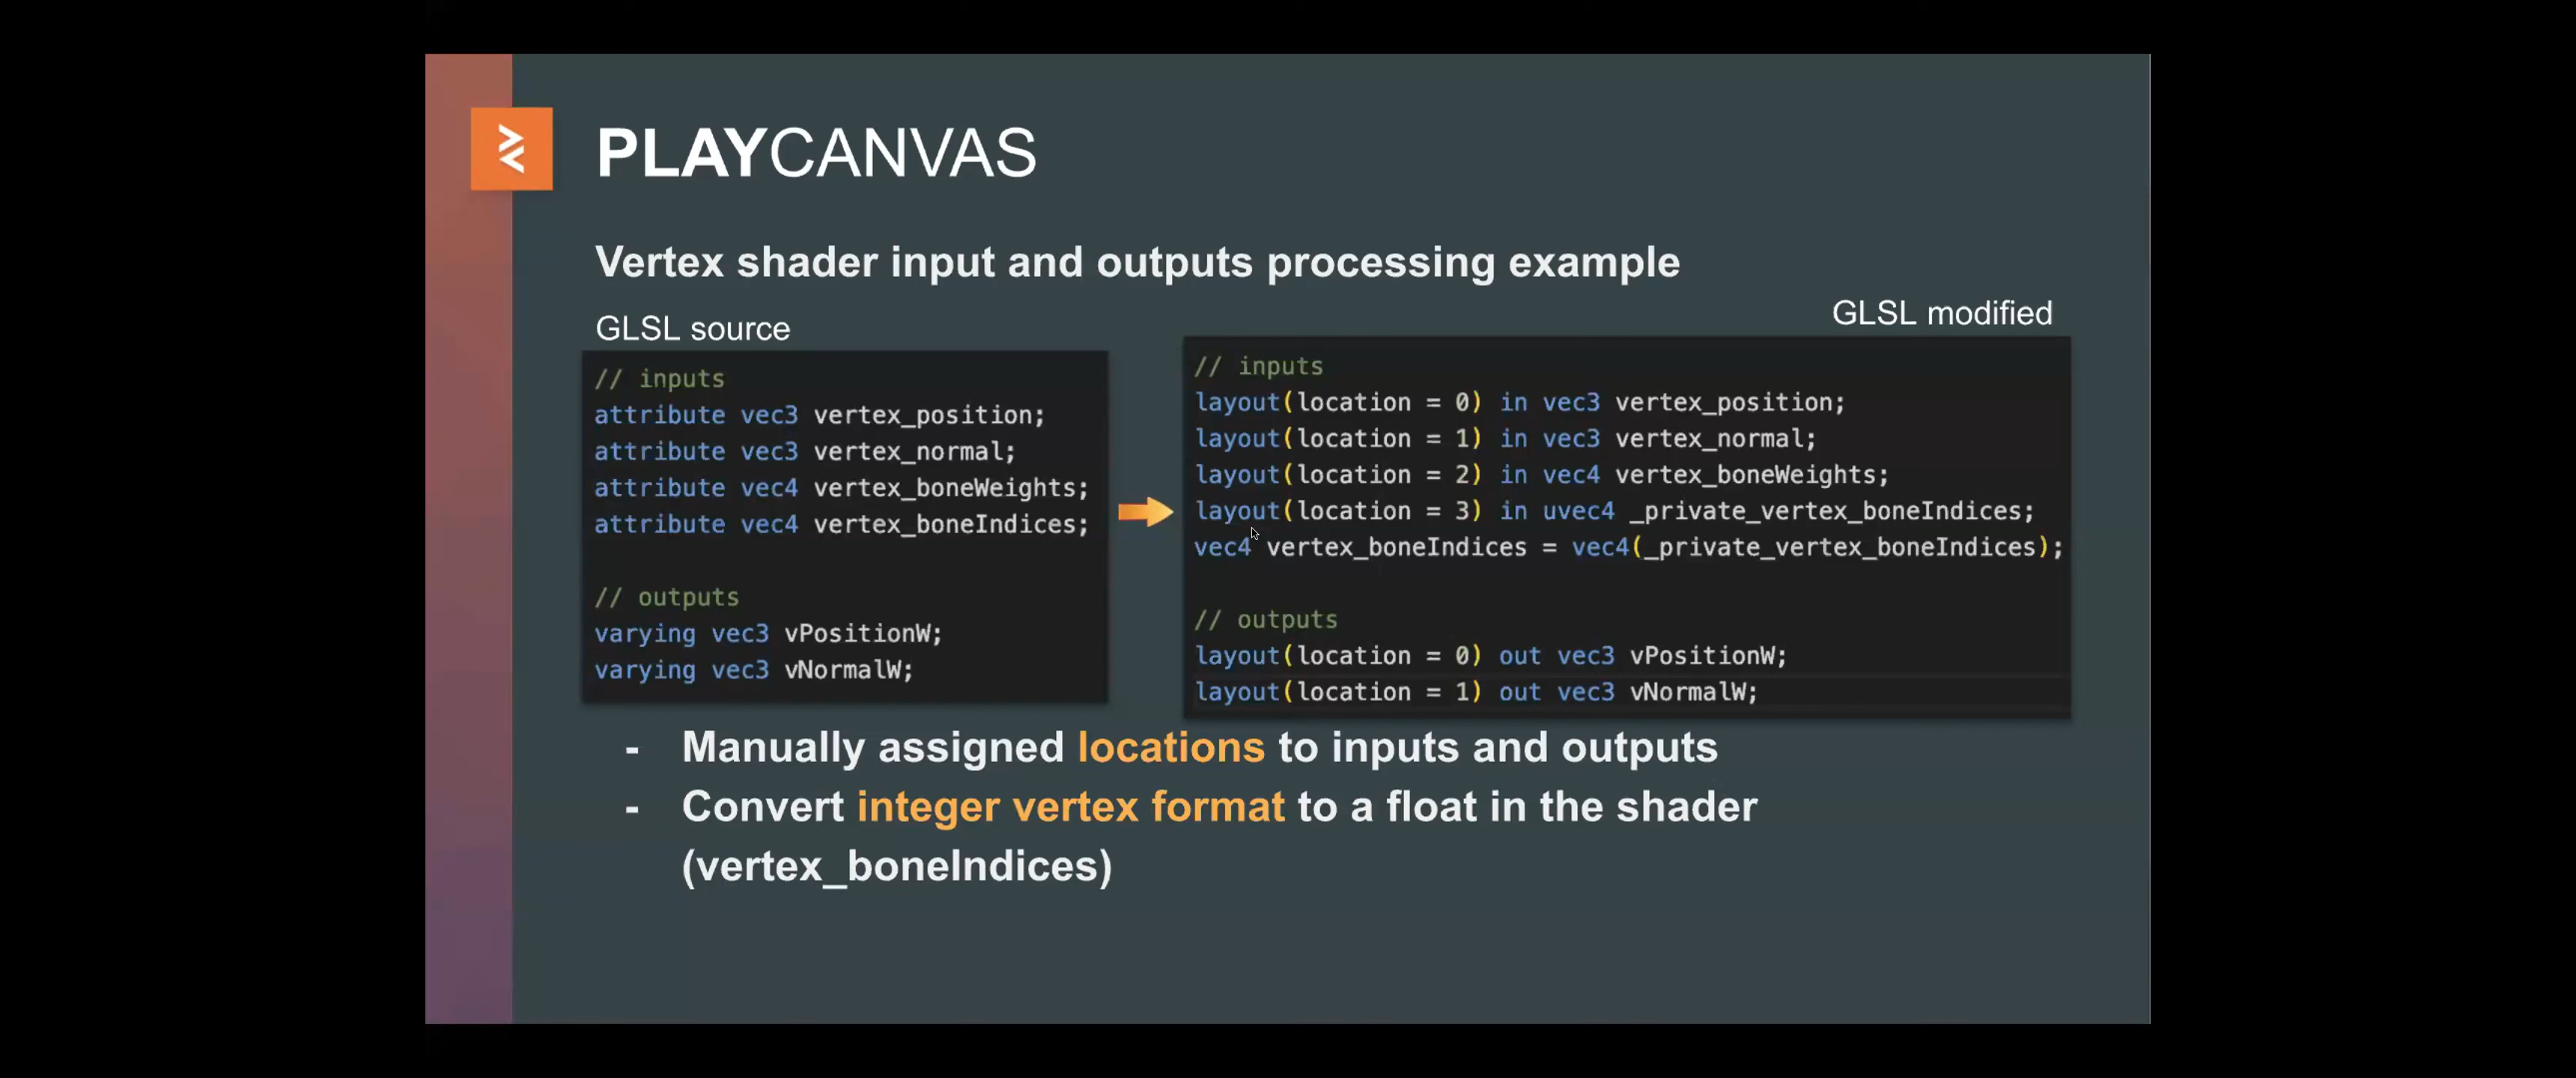 PLAYCANVAS
Vertex shader input and outputs processing example
GLSL source
// inputs
attribute vec3 vertex_position;
attribute vec3 vertex_normal;
attribute vec4 vertex_boneWeights;
attribute vec4 vertex_boneIndices;
// outputs
varying vec3 vPositionW;
varying vec3 vNormalW;
GLSL modified
// inputs
layout(location = 0) in vec3 vertex_position;
layout(location = 1) in vec3 vertex_normal;
layout(location = 2) in vec4 vertex_boneWeights;
layout(location = 3) in uvec4 _private_vertex_boneIndices;
vec4 vertex_boneIndices = vec4(_private_vertex_boneIndices);
// outputs
layout(location = 0) out vec3 vPositionW;
layout(location = 1) out vec3 vNormalW;
- Manually assigned locations to inputs and outputs
- Convert integer vertex format to a float in the shader
(vertex_boneIndices)